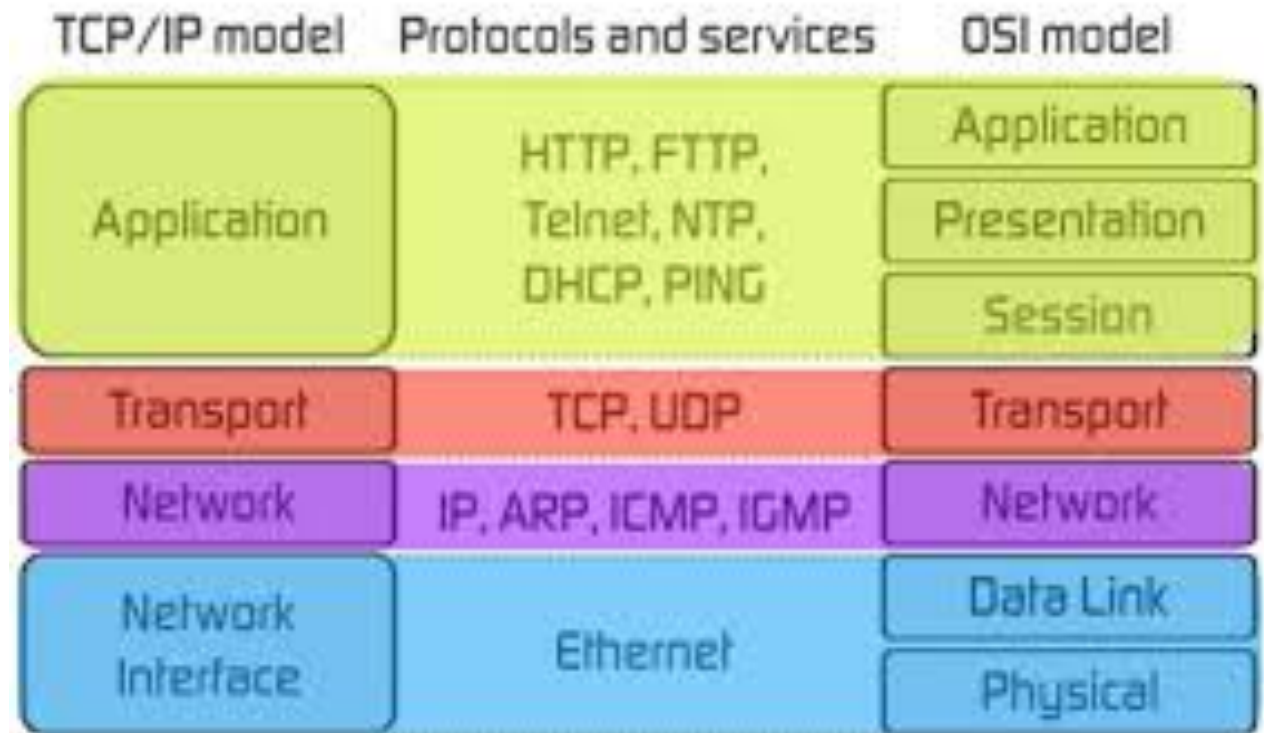 TCP/IP model Protocols and services OSI model
Application
HTTP, FTTP,
Telnet, NTP,
DHCP, PING
Application
Presentation
Session
Transport TCP, UDP Transport
Network IP, ARP, ICMP, IGMP Network
Network
Interface
Ethernet
Data Link
Physical